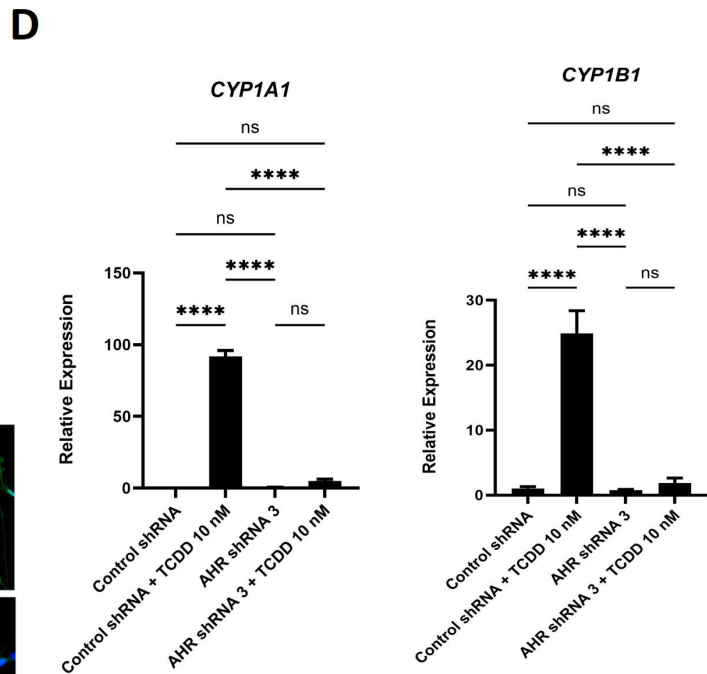 D
CYP1A1
ns
****
ns
****
****
ns
Relative Expression
150
100
50
0
Control shRNA
Control shRNA + TCDD 10 nM
AHR shRNA 3
AHR shRNA 3 + TCDD 10 nM
CYP1B1
ns
****
ns
****
****
ns
Relative Expression
30
20
10
0
Control shRNA
Control shRNA + TCDD 10 nM
AHR shRNA 3
AHR shRNA 3 + TCDD 10 nM